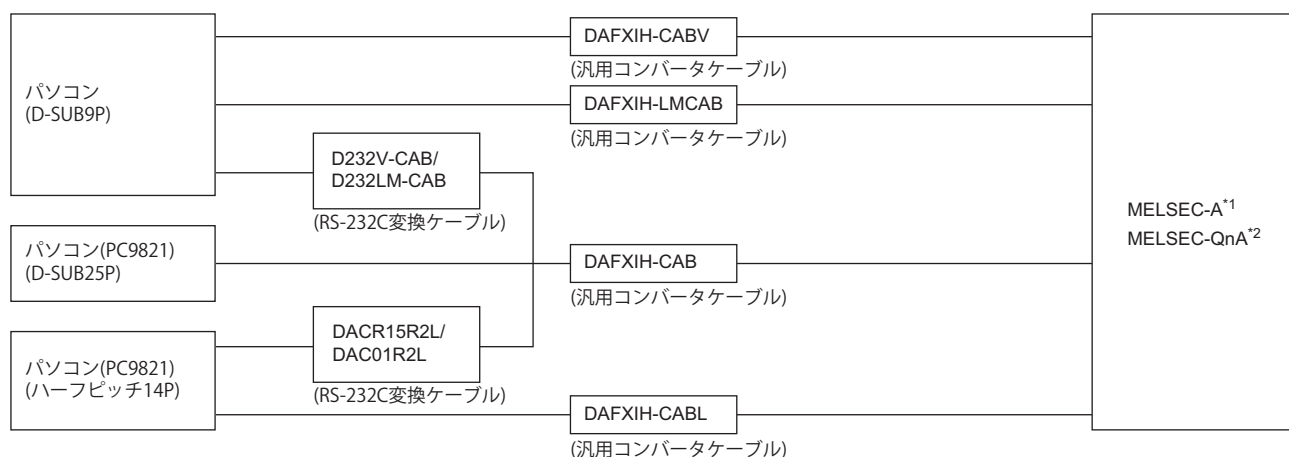 DAFXIH-CABV
(汎用コンバータケーブル)
パソコン
(D-SUB9P)
DAFXIH-LMCAB
(汎用コンバータケーブル)
D232V-CAB/
D232LM-CAB
(RS-232C変換ケーブル)
MELSEC-A*1
MELSEC-QnA*2
パソコン(PC9821)
(D-SUB25P)
DAFXIH-CAB
(汎用コンバータケーブル)
DACR15R2L/
DAC01R2L
(RS-232C変換ケーブル)
パソコン(PC9821)
(ハーフピッチ14P)
DAFXIH-CABL
(汎用コンバータケーブル)